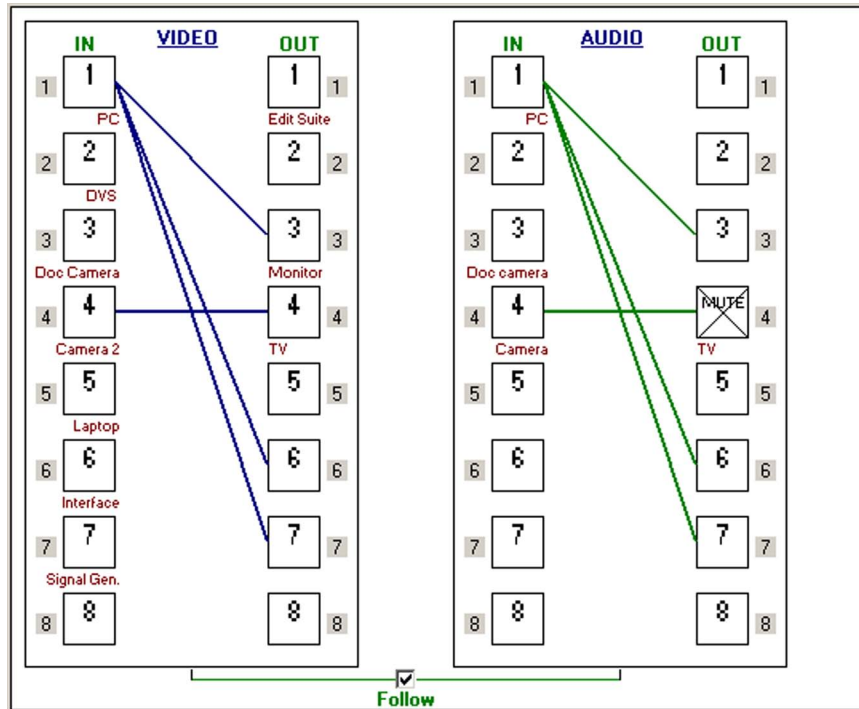 VIDEO
IN OUT
1 1 1 1
PC Edit Suite
2 2 2 2
DVS
3 3 3 3
Doc Camera Monitor
4 4 4 4
Camera 2 TV
5 5 5 5
Laptop
6 6 6 6
Interface
7 7 7 7
Signal Gen.
8 8 8 8
AUDIO
IN OUT
1 1 1 1
PC
2 2 2 2
3 3 3 3
Doc camera
4 4 MUTE 4
Camera TV
5 5 5 5
6 6 6 6
7 7 7 7
8 8 8 8
Follow